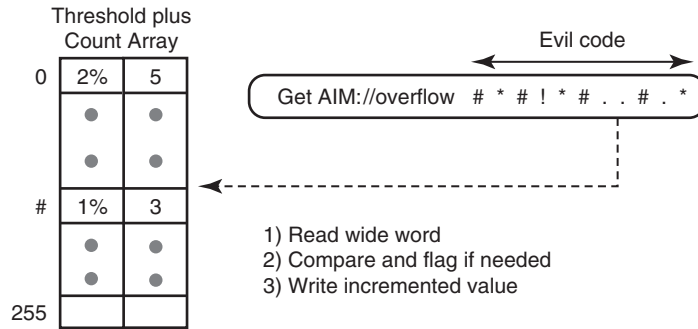 Threshold plus
Count Array
Evil code
0 2% 5
Get AIM://overflow # * # ! * # . . # . *
# 1% 3
1) Read wide word
2) Compare and flag if needed
3) Write incremented value
255